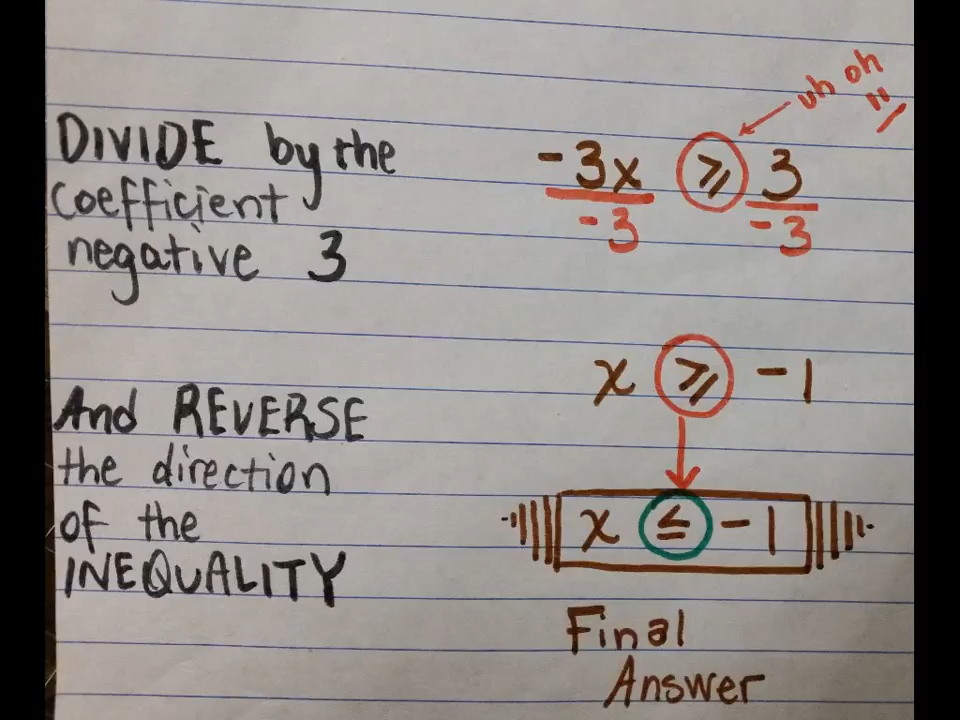 uh oh
DIVIDE by the
coefficient
negative 3
-3x ⩾ 3
-3 -3
x ⩾ -1
And REVERSE
the direction
of the
INEQUALITY
x ≤ -1
Final
Answer